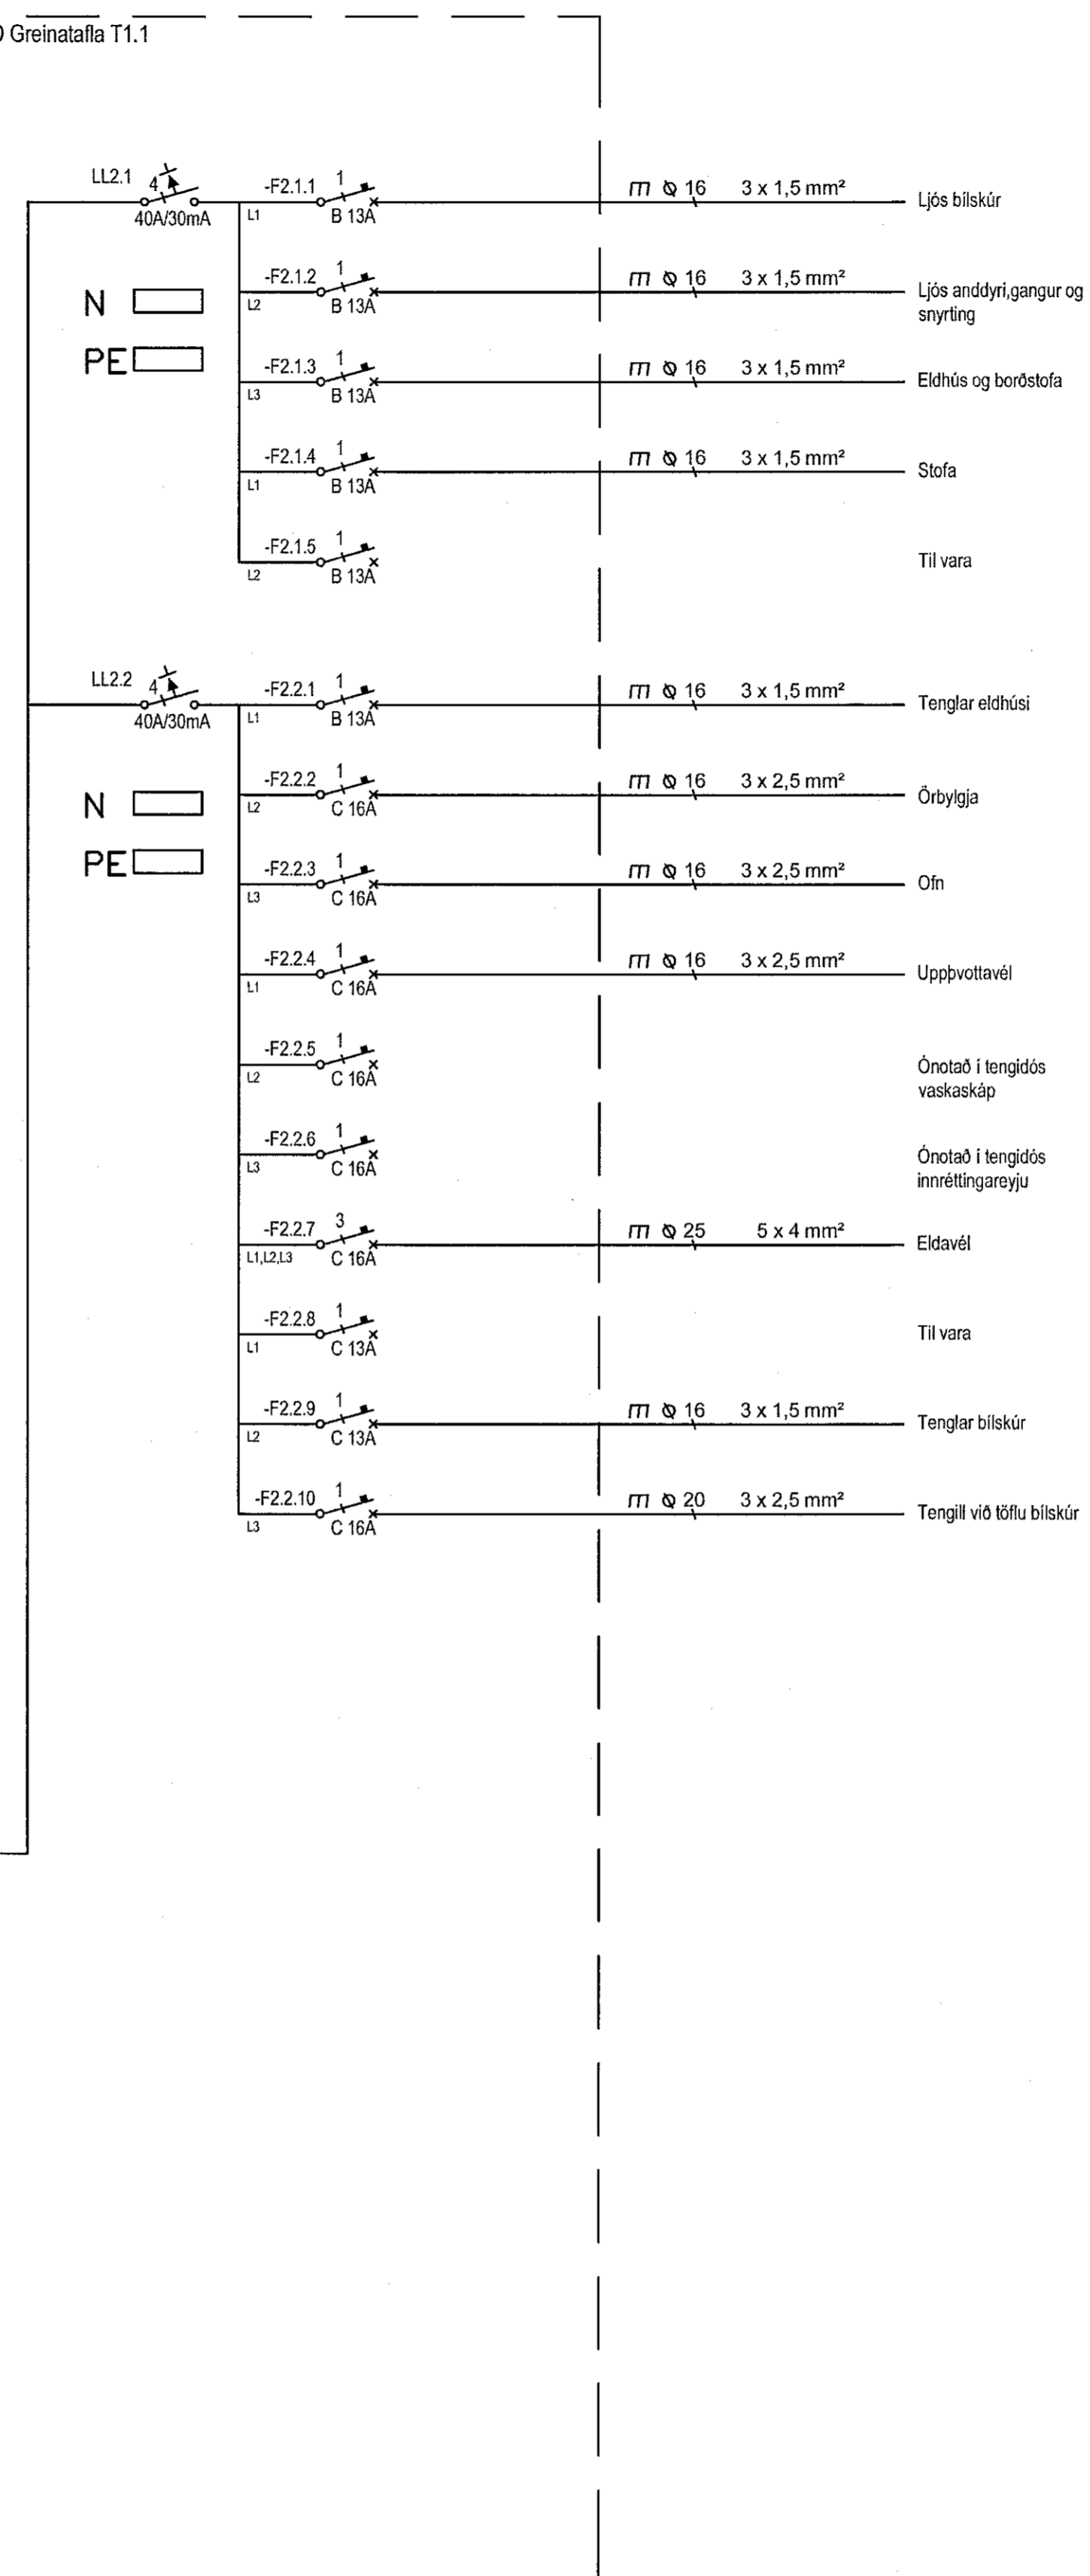 Greinatafla T1.1
LL2.1
4
40A/30mA
N
PE
-F2.1.1 1
L1 B 13A
m Ø 16 3 x 1,5 mm²
Ljós bílskúr
-F2.1.2 1
L2 B 13A
m Ø 16 3 x 1,5 mm²
Ljós anddyri,gangur og
snyrting
-F2.1.3 1
L3 B 13A
m Ø 16 3 x 1,5 mm²
Eldhús og borðstofa
-F2.1.4 1
L1 B 13A
m Ø 16 3 x 1,5 mm²
Stofa
-F2.1.5 1
L2 B 13A
Til vara
LL2.2
4
40A/30mA
N
PE
-F2.2.1 1
L1 B 13A
m Ø 16 3 x 1,5 mm²
Tenglar eldhúsi
-F2.2.2 1
L2 C 16A
m Ø 16 3 x 2,5 mm²
Örbylgja
-F2.2.3 1
L3 C 16A
m Ø 16 3 x 2,5 mm²
Ofn
-F2.2.4 1
L1 C 16A
m Ø 16 3 x 2,5 mm²
Uppþvottavél
-F2.2.5 1
L2 C 16A
Ónotað í tengidós
vaskaskáp
-F2.2.6 1
L3 C 16A
Ónotað í tengidós
innréttingareyju
-F2.2.7 3
L1,L2,L3 C 16A
m Ø 25 5 x 4 mm²
Eldavél
-F2.2.8 1
L1 C 13A
Til vara
-F2.2.9 1
L2 C 13A
m Ø 16 3 x 1,5 mm²
Tenglar bílskúr
-F2.2.10 1
L3 C 16A
m Ø 20 3 x 2,5 mm²
Tengill við töflu bílskúr